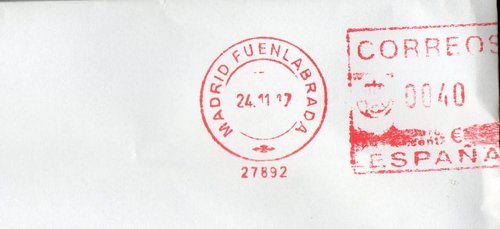 MADRID FUENLABRADA
24.11 17
27892
CORREOS
0040
€
ESPAÑA